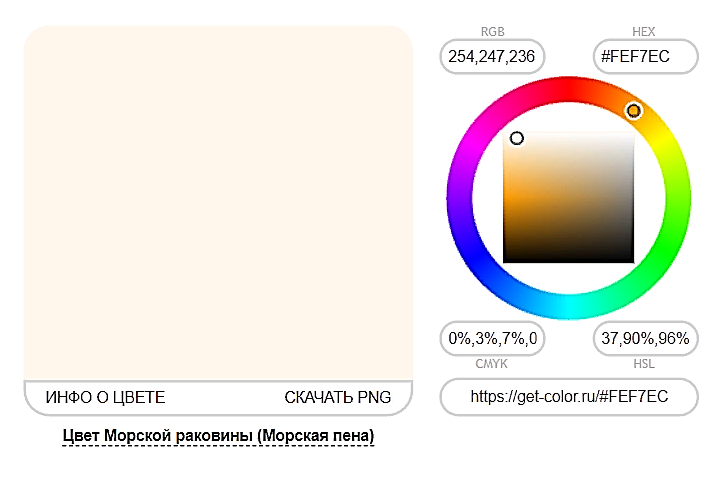 RGB
HEX
254,247,236
#FEF7EC
0%,3%,7%,0
37,90%,96%
CMYK
HSL
ИНФО О ЦВЕТЕ
СКАЧАТЬ PNG
https://get-color.ru/#FEF7EC
Цвет Морской раковины (Морская пена)